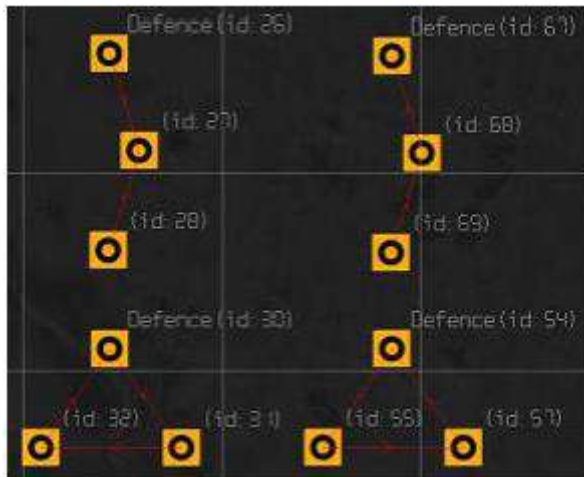 Defence (id: 26)
Defence (id: 67)
(id: 27)
(id: 68)
(id: 28)
(id: 69)
Defence (id: 30)
Defence (id: 54)
(id: 32)
(id: 31)
(id: 55)
(id: 57)